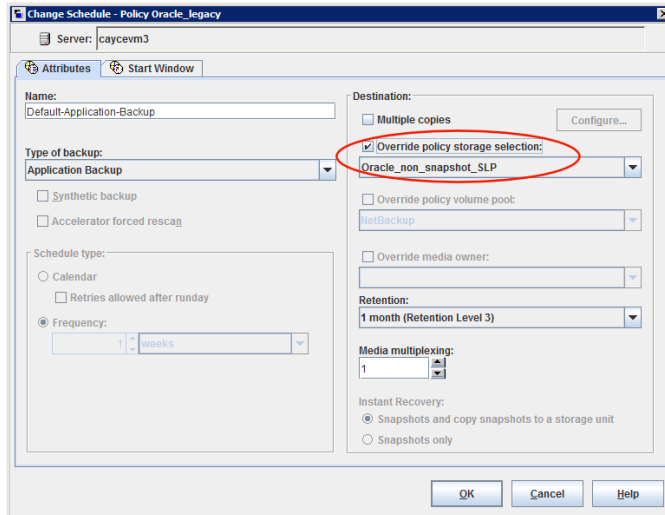 Change Schedule - Policy Oracle_legacy
Server: caycevm3
Attributes
Start Window
Name:
Default-Application-Backup
Type of backup:
Application Backup
Synthetic backup
Accelerator forced rescan
Schedule type:
Calendar
Retries allowed after runday
Frequency:
1 weeks
Destination:
Multiple copies
Configure...
Override policy storage selection:
Oracle_non_snapshot_SLP
Override policy volume pool:
NetBackup
Override media owner:
Retention:
1 month (Retention Level 3)
Media multiplexing:
1
Instant Recovery:
Snapshots and copy snapshots to a storage unit
Snapshots only
OK
Cancel
Help